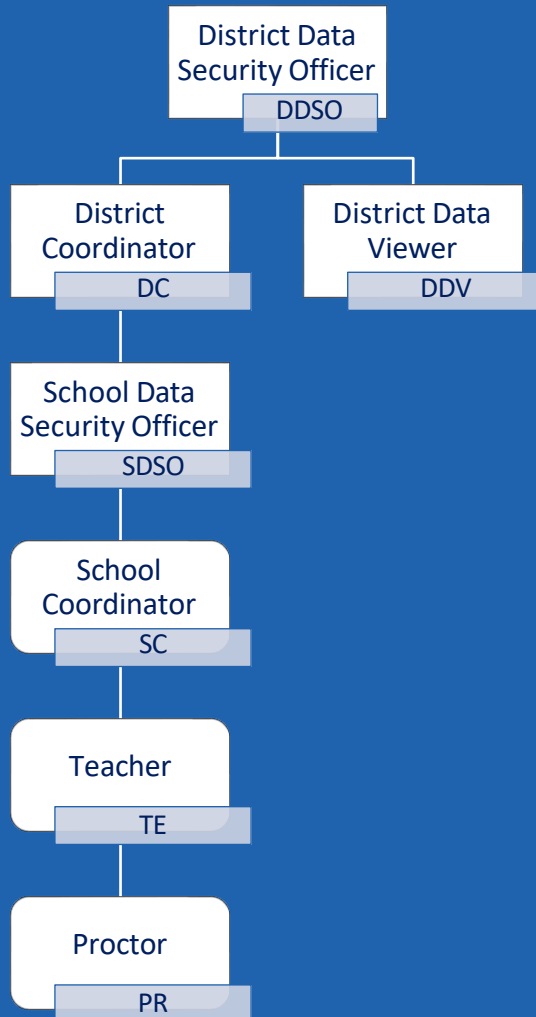 District Data
Security Officer
DDSO
District
Coordinator
DC
District Data
Viewer
DDV
School Data
Security Officer
SDSO
School
Coordinator
SC
Teacher
TE
Proctor
PR